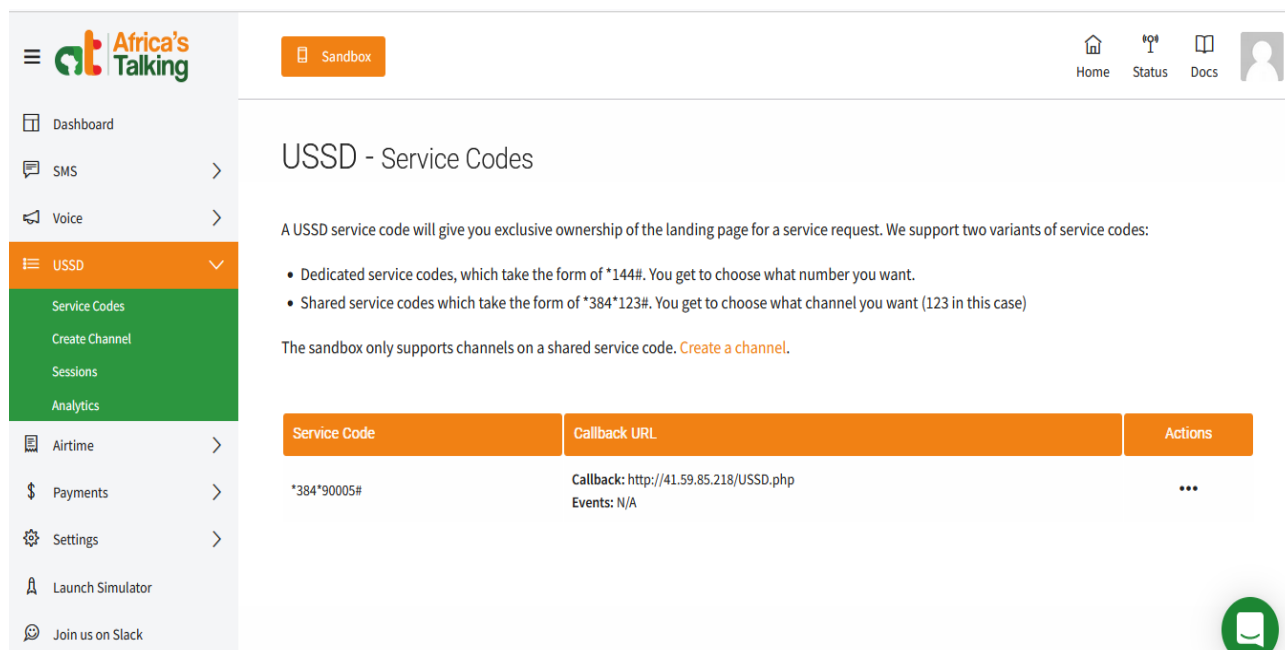 Africa's
Talking
Sandbox
Home
Status
Docs
Dashboard
SMS
Voice
USSD
Service Codes
Create Channel
Sessions
Analytics
Airtime
Payments
Settings
Launch Simulator
Join us on Slack
USSD - Service Codes
A USSD service code will give you exclusive ownership of the landing page for a service request. We support two variants of service codes:
• Dedicated service codes, which take the form of *144#. You get to choose what number you want.
• Shared service codes which take the form of *384*123#. You get to choose what channel you want (123 in this case)
The sandbox only supports channels on a shared service code. Create a channel.
Service Code Callback URL Actions
*384*90005# Callback: http://41.59.85.218/USSD.php
Events: N/A